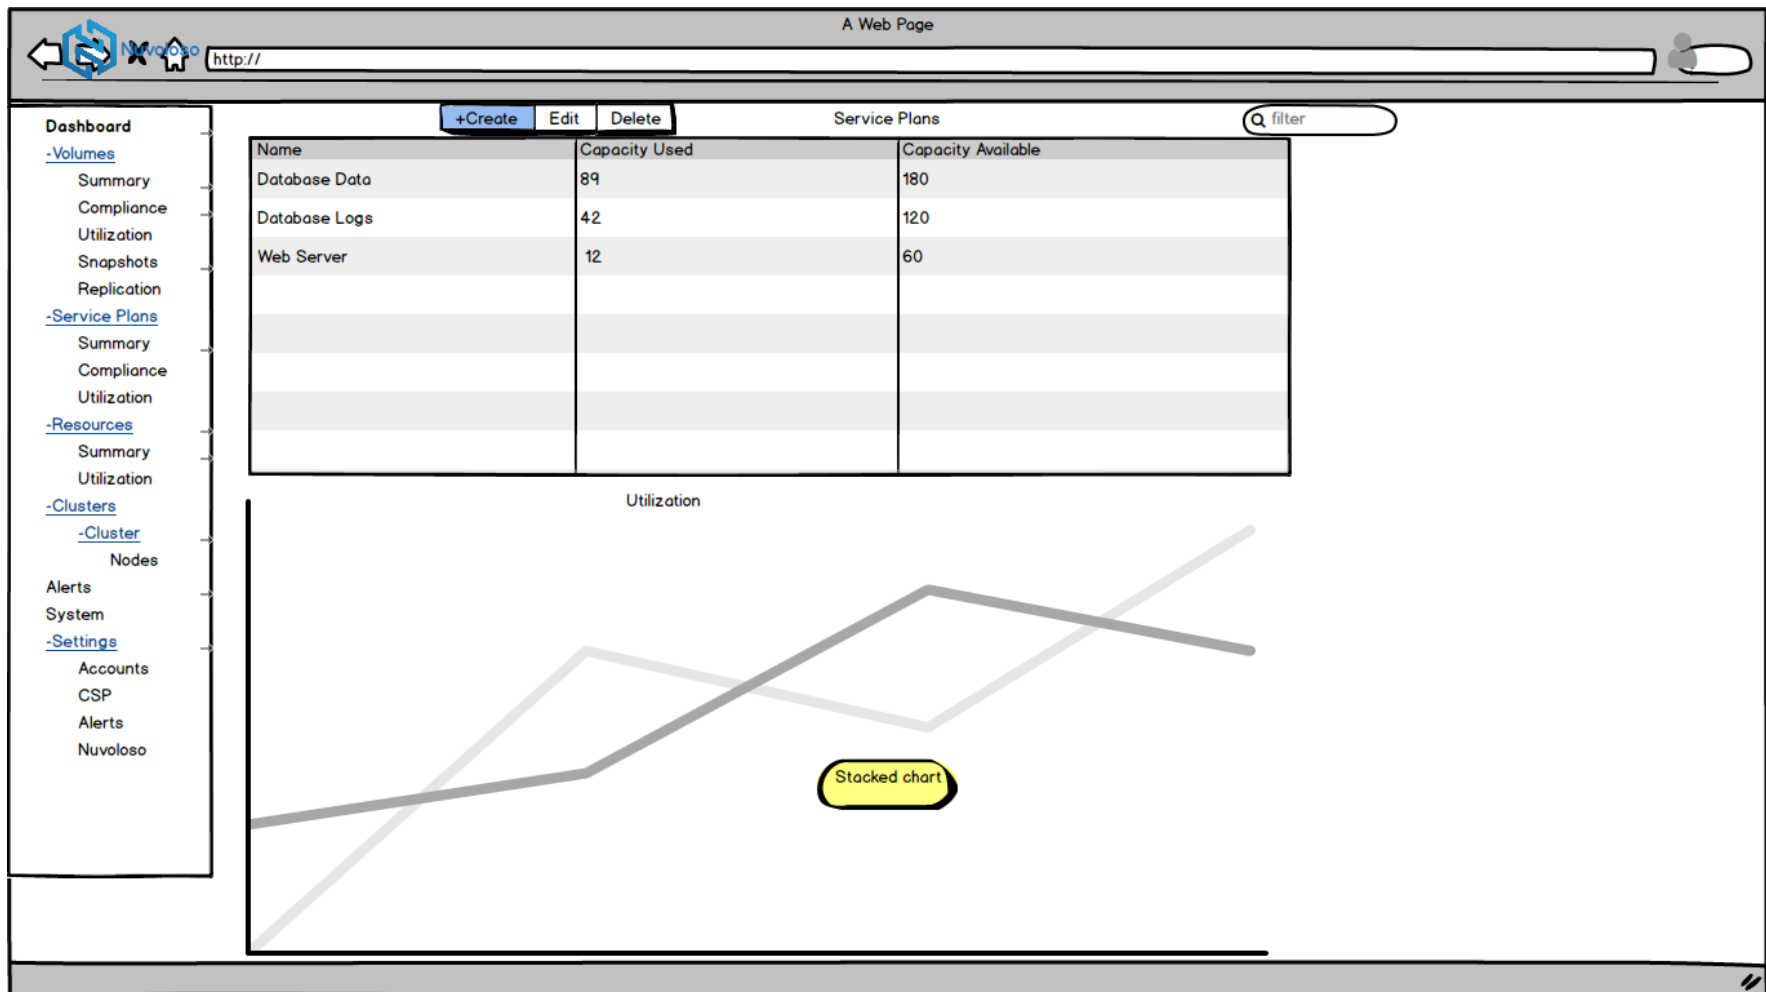 A Web Page
Nuvoloso
http://
Dashboard
-Volumes
Summary
Compliance
Utilization
Snapshots
Replication
-Service Plans
Summary
Compliance
Utilization
-Resources
Summary
Utilization
-Clusters
-Cluster
Nodes
Alerts
System
-Settings
Accounts
CSP
Alerts
Nuvoloso
+Create Edit Delete Service Plans filter
Name Capacity Used Capacity Available
Database Data 89 180
Database Logs 42 120
Web Server 12 60
Utilization
Stacked chart